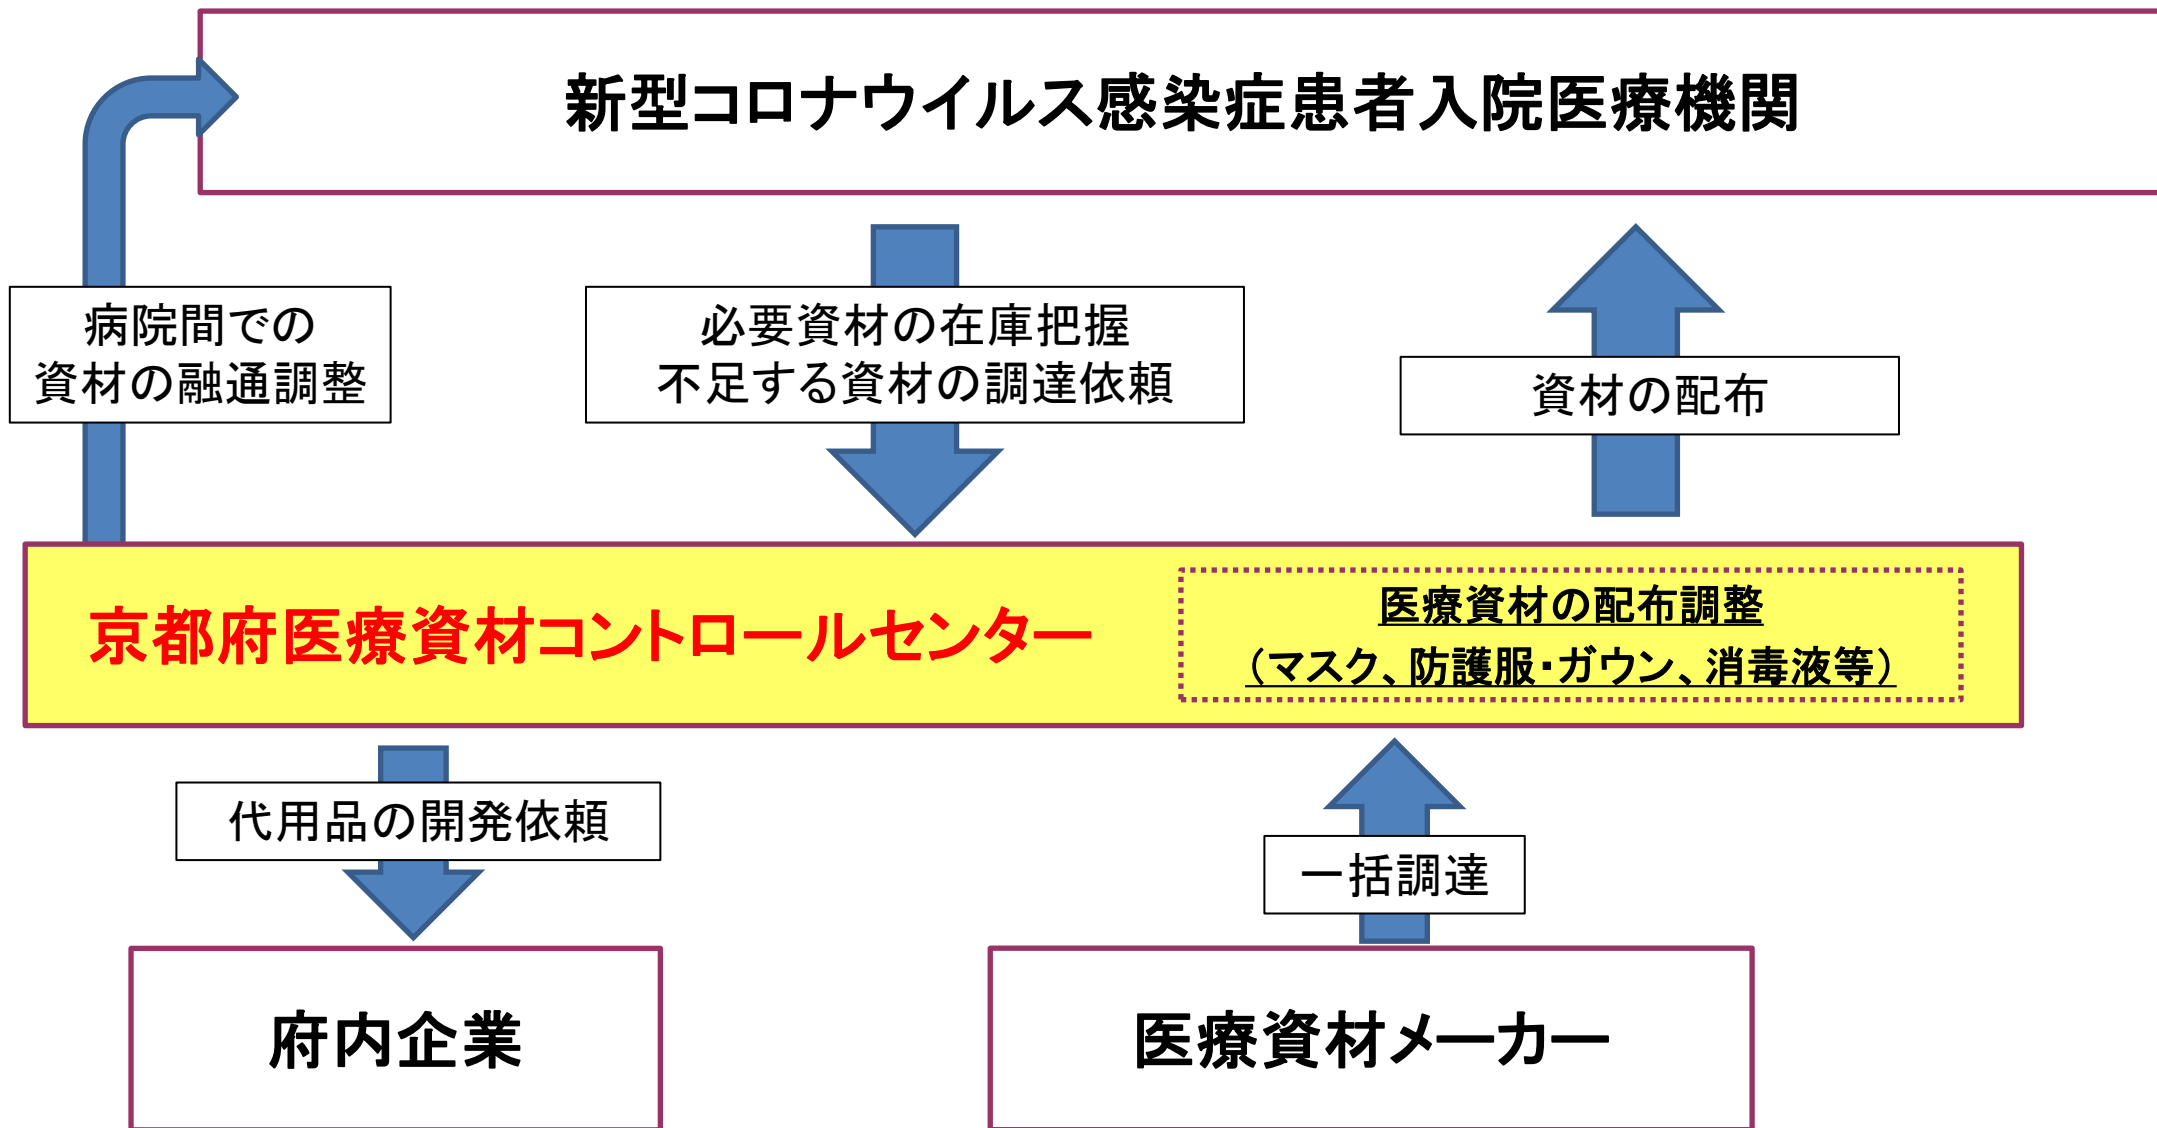 新型コロナウイルス感染症患者入院医療機関
病院間での
資材の融通調整
必要資材の在庫把握
不足する資材の調達依頼
資材の配布
京都府医療資材コントロールセンター
医療資材の配布調整
（マスク、防護服・ガウン、消毒液等）
代用品の開発依頼
一括調達
府内企業
医療資材メーカー